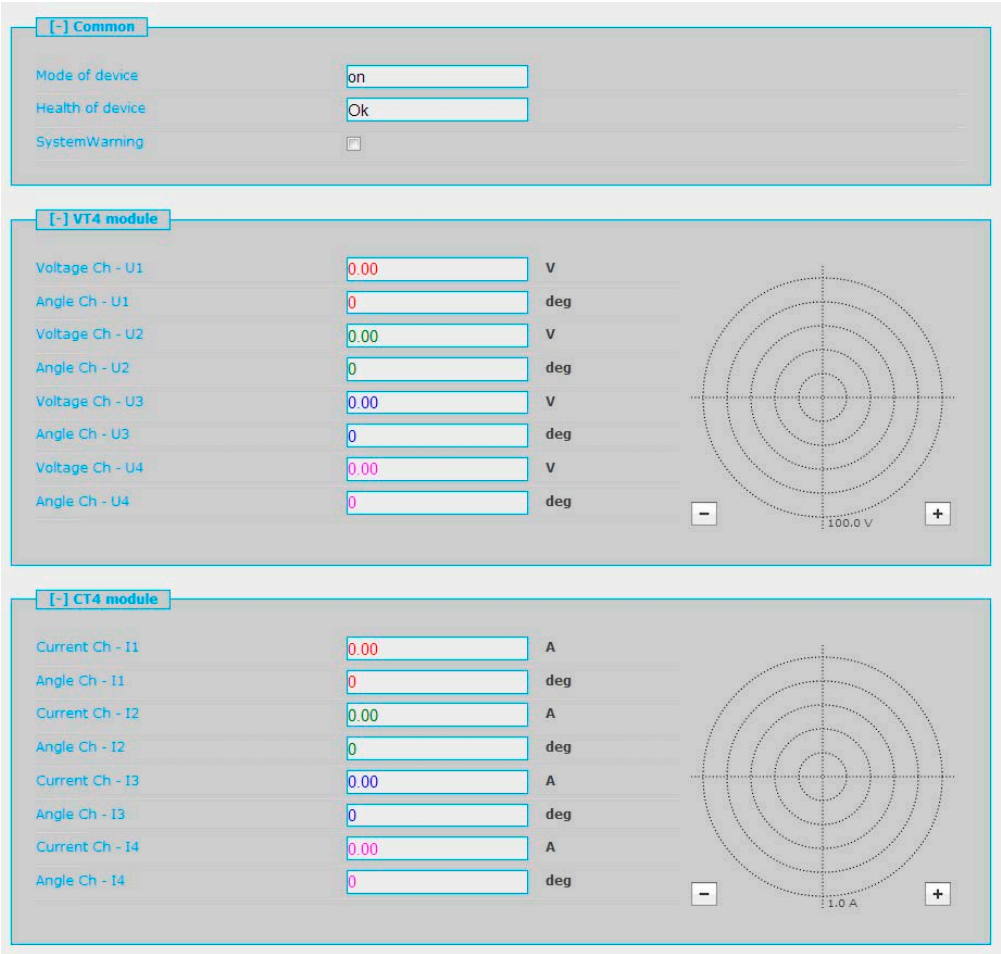 [-] Common
Mode of device on
Health of device Ok
SystemWarning
[-] VT4 module
Voltage Ch - U1 0.00 V
Angle Ch - U1 0 deg
Voltage Ch - U2 0.00 V
Angle Ch - U2 0 deg
Voltage Ch - U3 0.00 V
Angle Ch - U3 0 deg
Voltage Ch - U4 0.00 V
Angle Ch - U4 0 deg
- +
100.0 V
[-] CT4 module
Current Ch - I1 0.00 A
Angle Ch - I1 0 deg
Current Ch - I2 0.00 A
Angle Ch - I2 0 deg
Current Ch - I3 0.00 A
Angle Ch - I3 0 deg
Current Ch - I4 0.00 A
Angle Ch - I4 0 deg
- +
1.0 A